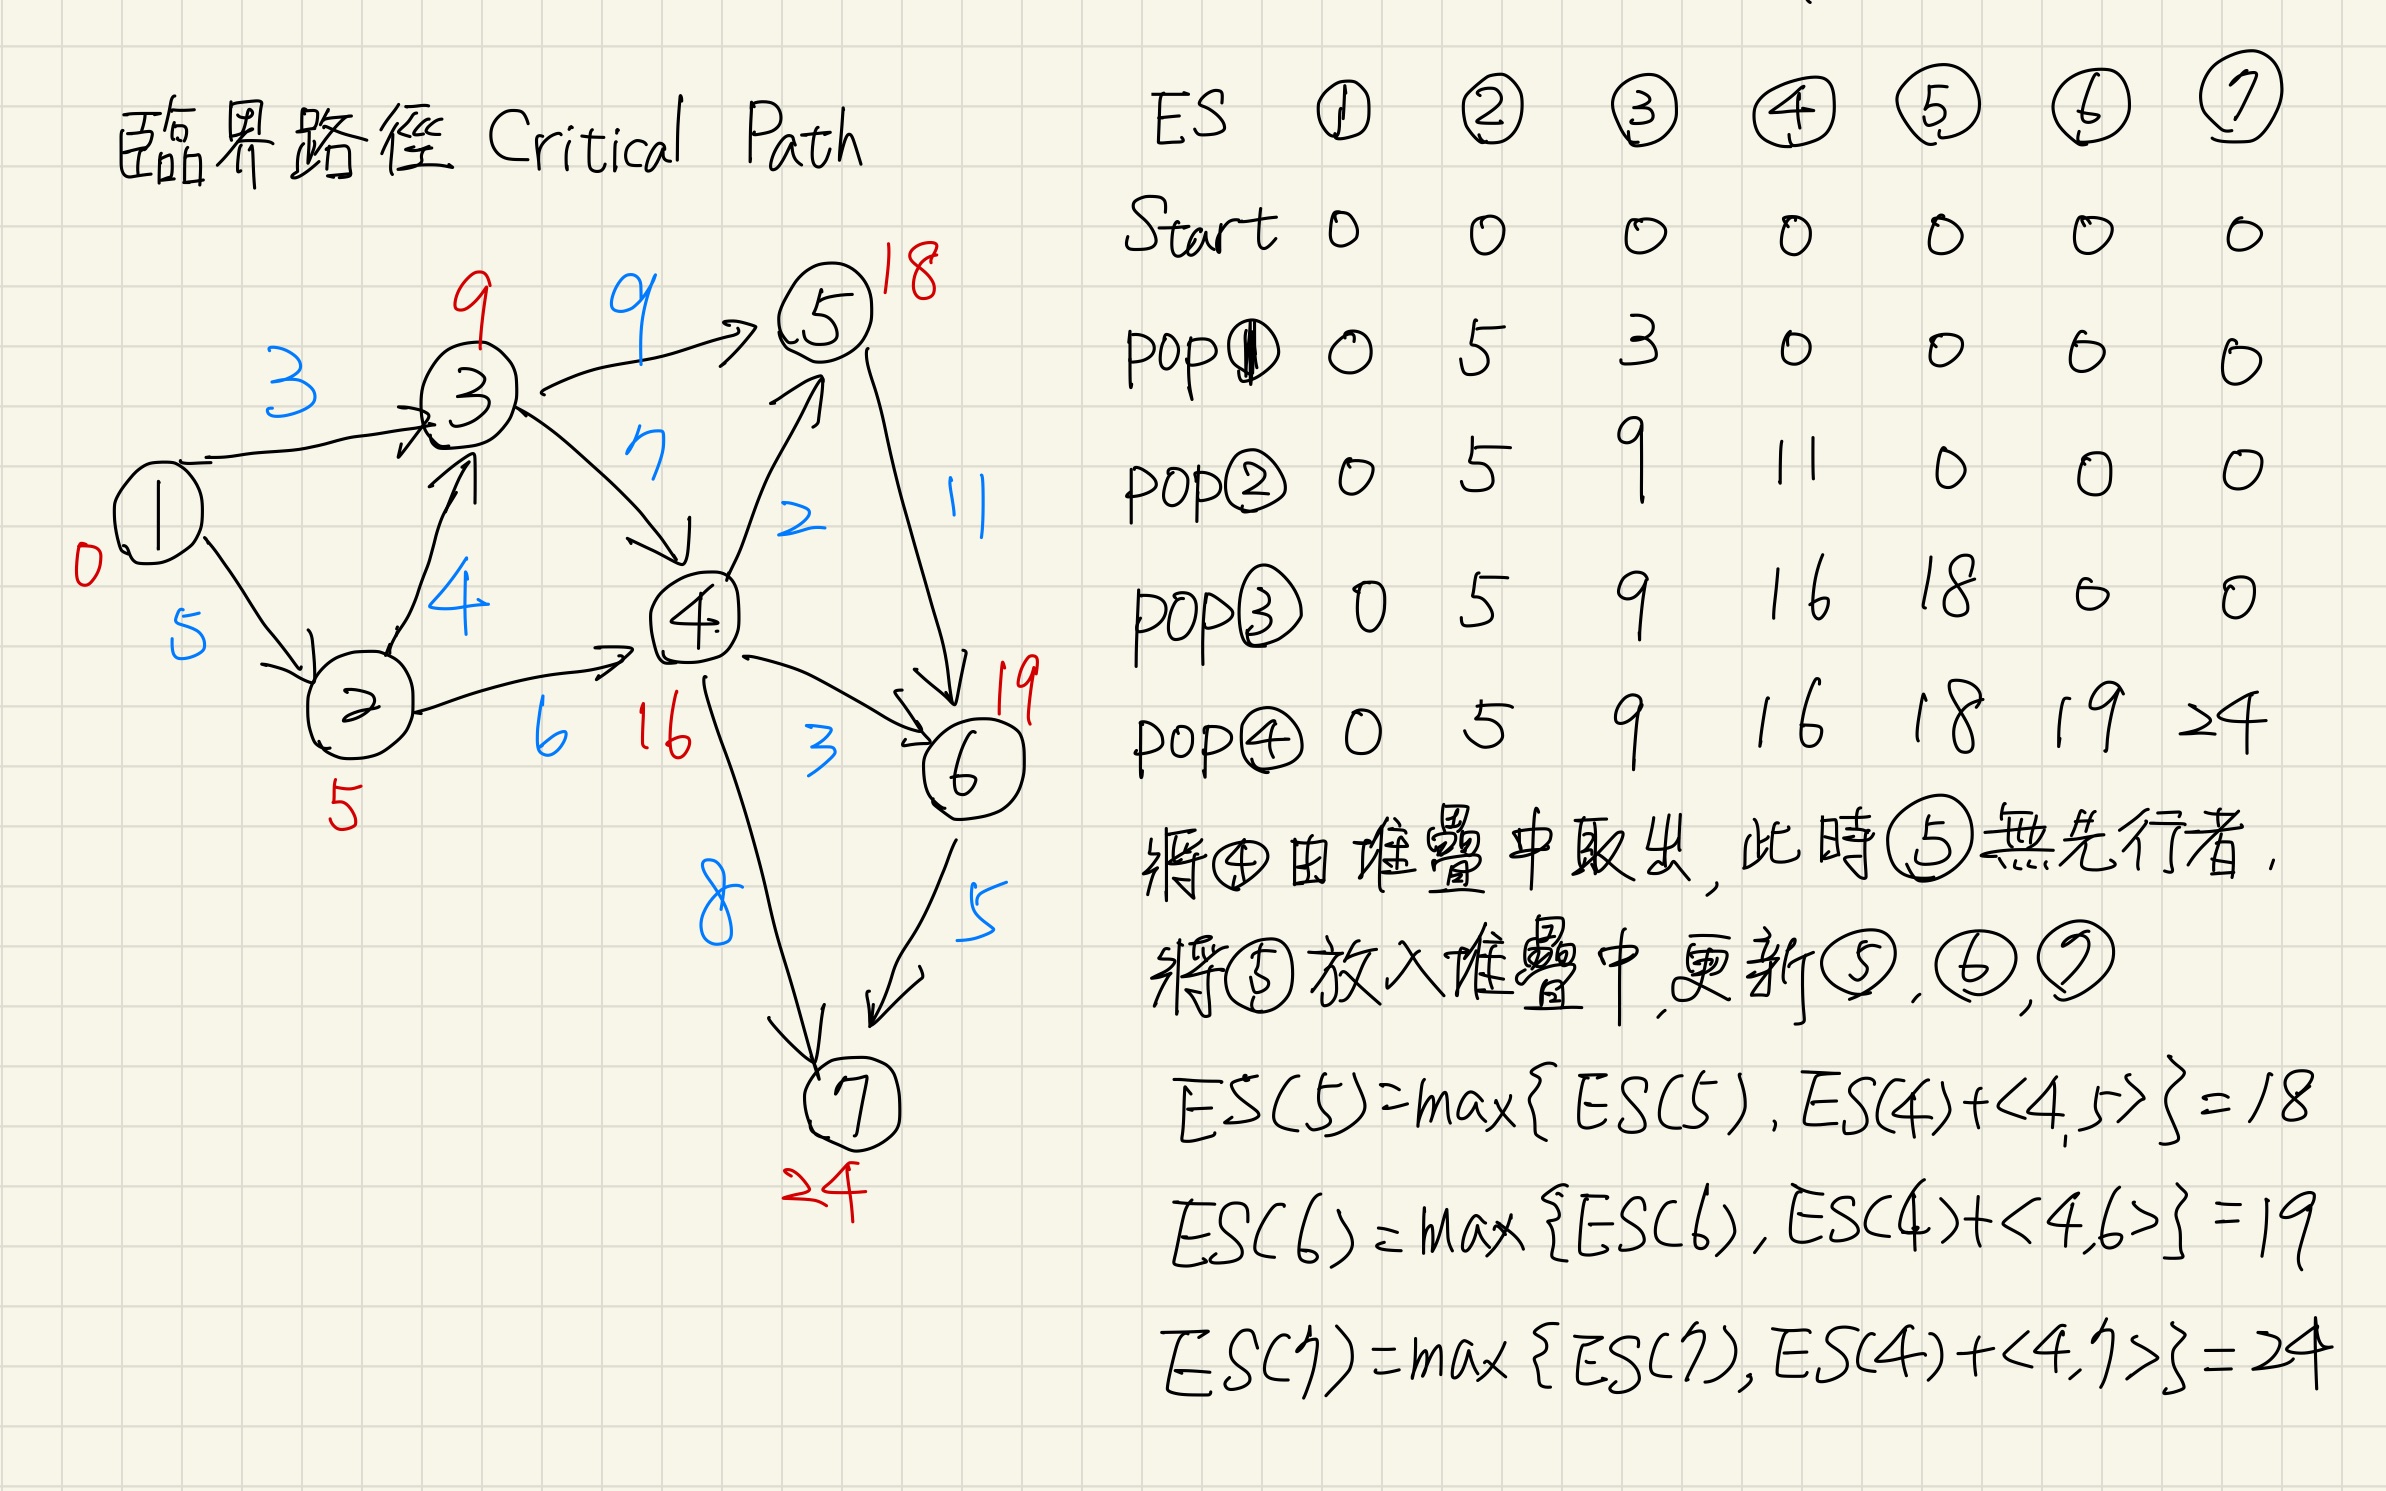 臨界路徑 Critical Path
0
1
3
5
9
3
4
2
5
9
7
6
16
4
18
5
2
11
3
8
19
6
5
7
24
ES ① ② ③ ④ ⑤ ⑥ ⑦
Start 0 0 0 0 0 0 0
pop① 0 5 3 0 0 0 0
pop② 0 5 9 11 0 0 0
pop③ 0 5 9 16 18 0 0
pop④ 0 5 9 16 18 19 24
將④由堆疊中取出,此時⑤無先行者.
將⑤放入堆疊中,更新⑤,⑥,⑦
ES(5)=max{ES(5),ES(4)+<4,5>}=18
ES(6)=max{ES(6),ES(4)+<4,6>}=19
ES(7)=max{ES(7),ES(4)+<4,7>}=24